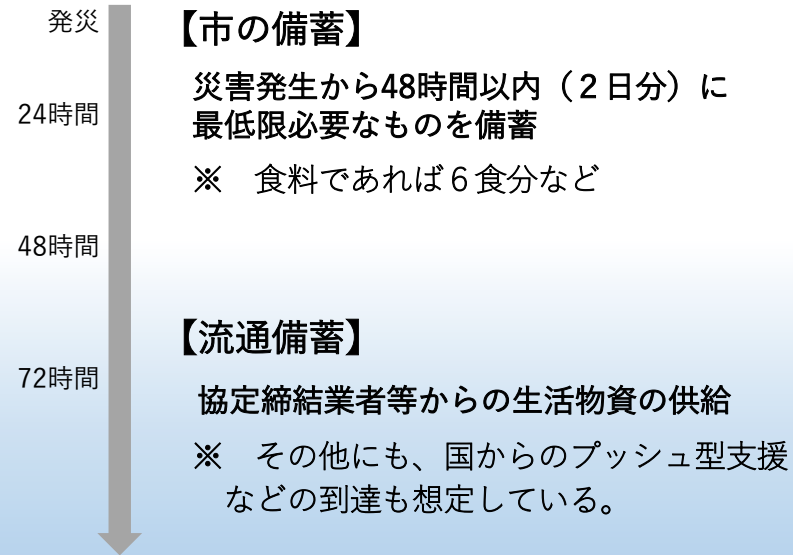 発災
【市の備蓄】
災害発生から48時間以内（２日分）に
24時間
最低限必要なものを備蓄
※　食料であれば６食分など
48時間
【流通備蓄】
72時間
協定締結業者等からの生活物資の供給
※　その他にも、国からのプッシュ型支援
などの到達も想定している。